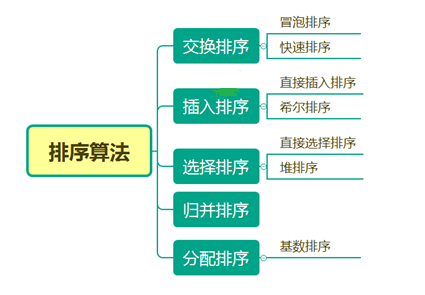 排序算法
交换排序
冒泡排序
快速排序
插入排序
直接插入排序
希尔排序
选择排序
直接选择排序
堆排序
归并排序
分配排序
基数排序